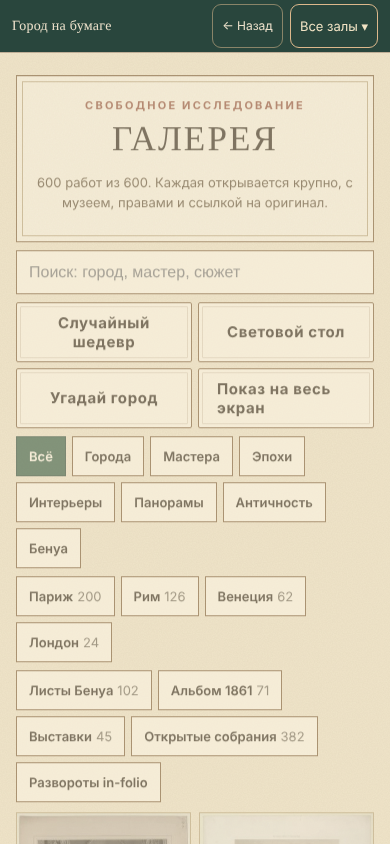 Город на бумаге
← Назад
Все залы ▾
СВОБОДНОЕ ИССЛЕДОВАНИЕ
ГАЛЕРЕЯ
600 работ из 600. Каждая открывается крупно, с
музеем, правами и ссылкой на оригинал.
Поиск: город, мастер, сюжет
Случайный
шедевр
Световой стол
Угадай город
Показ на весь
экран
Всё
Города
Мастера
Эпохи
Интерьеры
Панорамы
Античность
Бенуа
Париж 200
Рим 126
Венеция 62
Лондон 24
Листы Бенуа 102
Альбом 1861 71
Выставки 45
Открытые собрания 382
Развороты in-folio